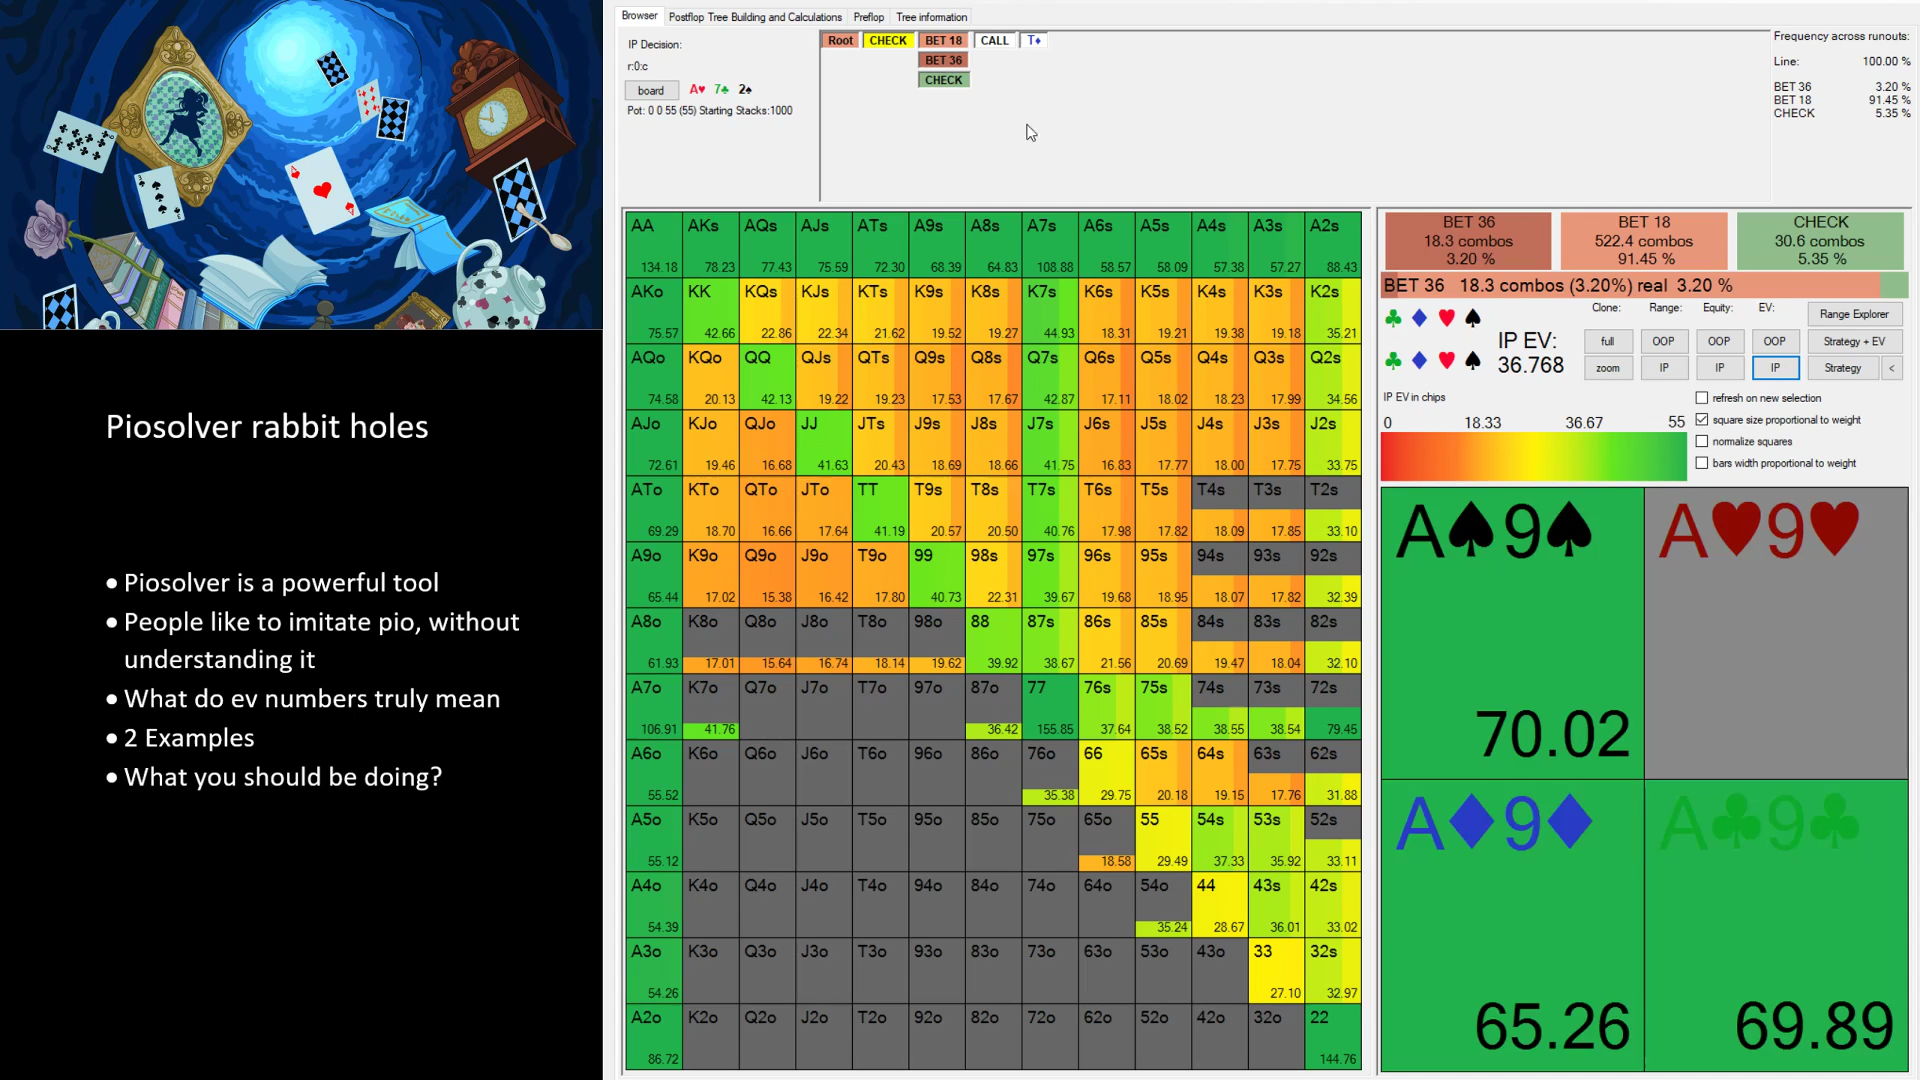 Piosolver rabbit holes
• Piosolver is a powerful tool
• People like to imitate pio, without
understanding it
• What do ev numbers truly mean
• 2 Examples
• What you should be doing?
Browser Postflop Tree Building and Calculations Preflop Tree information
IP Decision:
r:0:c
board A♥ 7♣ 2♠
Pot: 0 0 55 (55) Starting Stacks:1000
Root CHECK BET 18 CALL T♦
BET 36
CHECK
Frequency across runouts:
Line: 100.00 %
BET 36 3.20 %
BET 18 91.45 %
CHECK 5.35 %
AA AKs AQs AJs ATs A9s A8s A7s A6s A5s A4s A3s A2s
134.18 78.23 77.43 75.59 72.30 68.39 64.83 108.88 58.57 58.09 57.38 57.27 88.43
AKo KK KQs KJs KTs K9s K8s K7s K6s K5s K4s K3s K2s
75.57 42.66 22.86 22.34 21.62 19.52 19.27 44.93 18.31 19.21 19.38 19.18 35.21
AQo KQo QQ QJs QTs Q9s Q8s Q7s Q6s Q5s Q4s Q3s Q2s
74.58 20.13 42.13 19.22 19.23 17.53 17.67 42.87 17.11 18.02 18.23 17.99 34.56
AJo KJo QJo JJ JTs J9s J8s J7s J6s J5s J4s J3s J2s
72.61 19.46 16.68 41.63 20.43 18.69 18.66 41.75 16.83 17.77 18.00 17.75 33.75
ATo KTo QTo JTo TT T9s T8s T7s T6s T5s T4s T3s T2s
69.29 18.70 16.66 17.64 41.19 20.57 20.50 40.76 17.98 17.82 18.09 17.85 33.10
A9o K9o Q9o J9o T9o 99 98s 97s 96s 95s 94s 93s 92s
65.44 17.02 15.38 16.42 17.80 40.73 22.31 39.67 19.68 18.95 18.07 17.82 32.39
A8o K8o Q8o J8o T8o 98o 88 87s 86s 85s 84s 83s 82s
61.93 17.01 15.64 16.74 18.14 19.62 39.92 38.67 21.56 20.69 19.47 18.04 32.10
A7o K7o Q7o J7o T7o 97o 87o 77 76s 75s 74s 73s 72s
106.91 41.76 36.42 155.85 37.64 38.52 38.55 38.54 79.45
A6o K6o Q6o J6o T6o 96o 86o 76o 66 65s 64s 63s 62s
55.52 35.38 29.75 20.18 19.15 17.76 31.88
A5o K5o Q5o J5o T5o 95o 85o 75o 65o 55 54s 53s 52s
55.12 18.58 29.49 37.33 35.92 33.11
A4o K4o Q4o J4o T4o 94o 84o 74o 64o 54o 44 43s 42s
54.39 35.24 28.67 36.01 33.02
A3o K3o Q3o J3o T3o 93o 83o 73o 63o 53o 43o 33 32s
54.26 27.10 32.97
A2o K2o Q2o J2o T2o 92o 82o 72o 62o 52o 42o 32o 22
86.72 144.76
BET 36 BET 18 CHECK
18.3 combos 522.4 combos 30.6 combos
3.20 % 91.45 % 5.35 %
BET 36 18.3 combos (3.20%) real 3.20 %
♣ ♦ ♥ ♠
♣ ♦ ♥ ♠
IP EV:
36.768
Clone: Range: Equity: EV: Range Explorer
full OOP OOP OOP Strategy + EV
zoom IP IP IP Strategy <
IP EV in chips
0 18.33 36.67 55
refresh on new selection
square size proportional to weight
nomalize squares
bars width proportional to weight
A♠9♠ A♥9♥
70.02
A♦9♦ A♣9♣
65.26 69.89